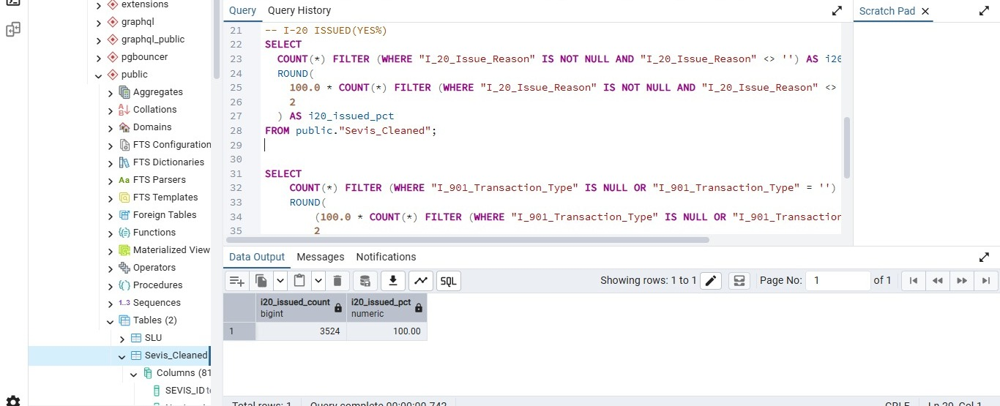 extensions
graphql
graphql_public
pgbouncer
public
Aggregates
Collations
Domains
FTS Configuration
FTS Dictionaries
FTS Parsers
FTS Templates
Foreign Tables
Functions
Materialized View
Operators
Procedures
1..3 Sequences
Tables (2)
SLU
Sevis_Cleaned
Columns (81
SEVIS_ID
Query
Query History
21 -- I-20 ISSUED(YES%)
22 SELECT
23 COUNT(*) FILTER (WHERE "I_20_Issue_Reason" IS NOT NULL AND "I_20_Issue_Reason" <> '') AS i20
24 ROUND(
25 100.0 * COUNT(*) FILTER (WHERE "I_20_Issue_Reason" IS NOT NULL AND "I_20_Issue_Reason" <>
26 2
27 ) AS i20_issued_pct
28 FROM public."Sevis_Cleaned";
29
30
31 SELECT
32 COUNT(*) FILTER (WHERE "I_901_Transaction_Type" IS NULL OR "I_901_Transaction_Type" = '')
33 ROUND(
34 (100.0 * COUNT(*) FILTER (WHERE "I_901_Transaction_Type" IS NULL OR "I_901_Transaction
35 2
Scratch Pad
Data Output
Messages
Notifications
SQL
Showing rows: 1 to 1
Page No: 1 of 1
i20_issued_count bigint
i20_issued_pct numeric
1 3524 100.00
Total rows: 1
Query complete 00:00:00.742
CRLF